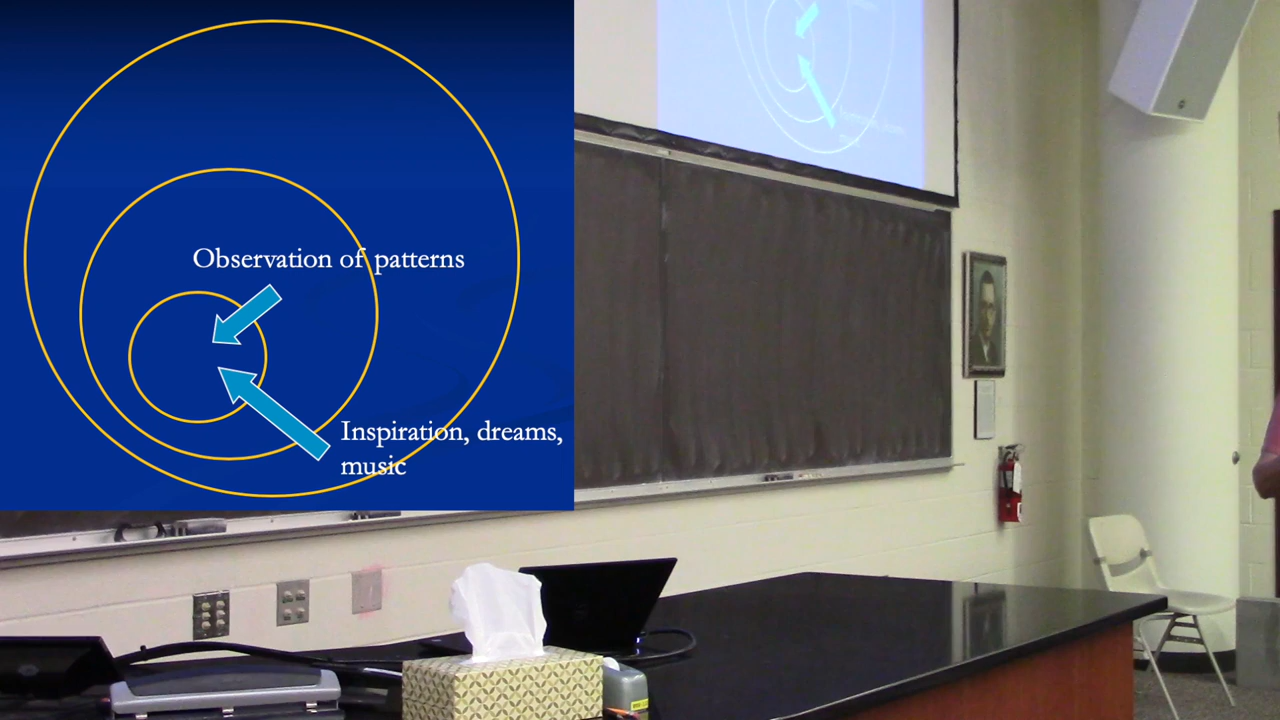 Observation of patterns
Inspiration, dreams,
music